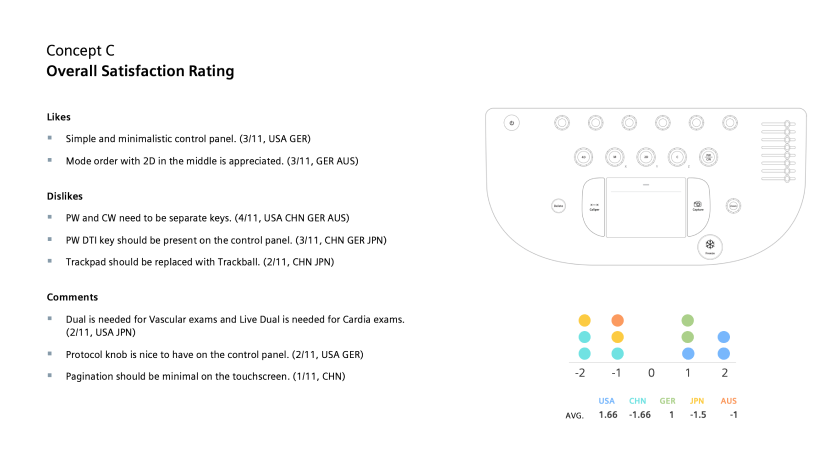 Concept C
Overall Satisfaction Rating
Likes
Simple and minimalistic control panel. (3/11, USA GER)
Mode order with 2D in the middle is appreciated. (3/11, GER AUS)
Dislikes
PW and CW need to be separate keys. (4/11, USA CHN GER AUS)
PW DTI key should be present on the control panel. (3/11, CHN GER JPN)
Trackpad should be replaced with Trackball. (2/11, CHN JPN)
Comments
Dual is needed for Vascular exams and Live Dual is needed for Cardia exams.
(2/11, USA JPN)
Protocol knob is nice to have on the control panel. (2/11, USA GER)
Pagination should be minimal on the touchscreen. (1/11, CHN)
Caliper
Capture
Freeze
-2 -1 0 1 2
USA CHN GER JPN AUS
AVG. 1.66 -1.66 1 -1.5 -1